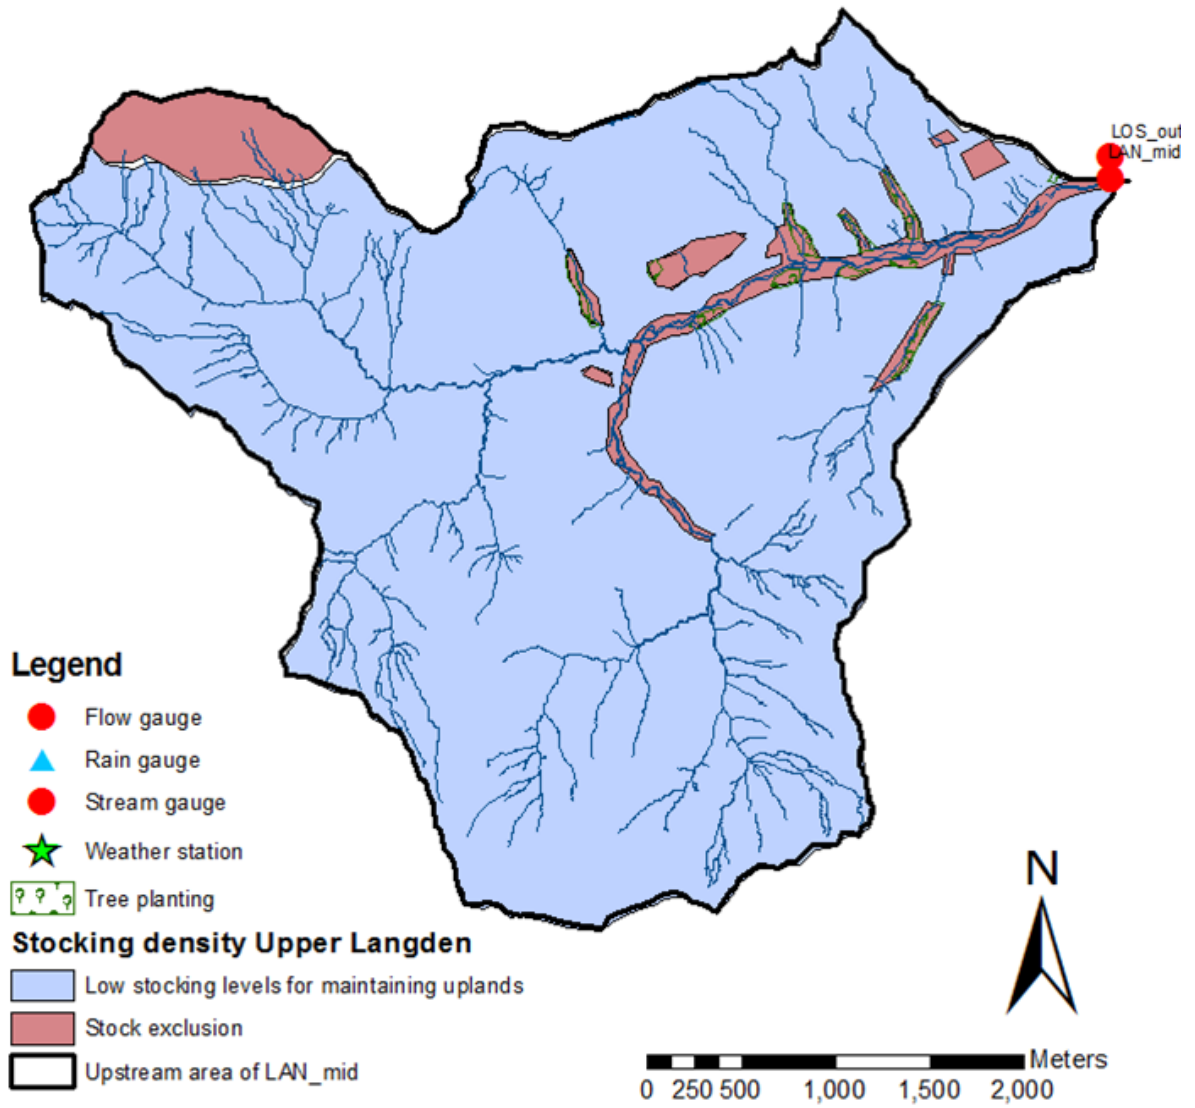 LOS_out
LAN_mid
Legend
Flow gauge
Rain gauge
Stream gauge
Weather station
Tree planting
Stocking density Upper Langden
Low stocking levels for maintaining uplands
Stock exclusion
Upstream area of LAN_mid
N
Meters
0 250 500 1,000 1,500 2,000